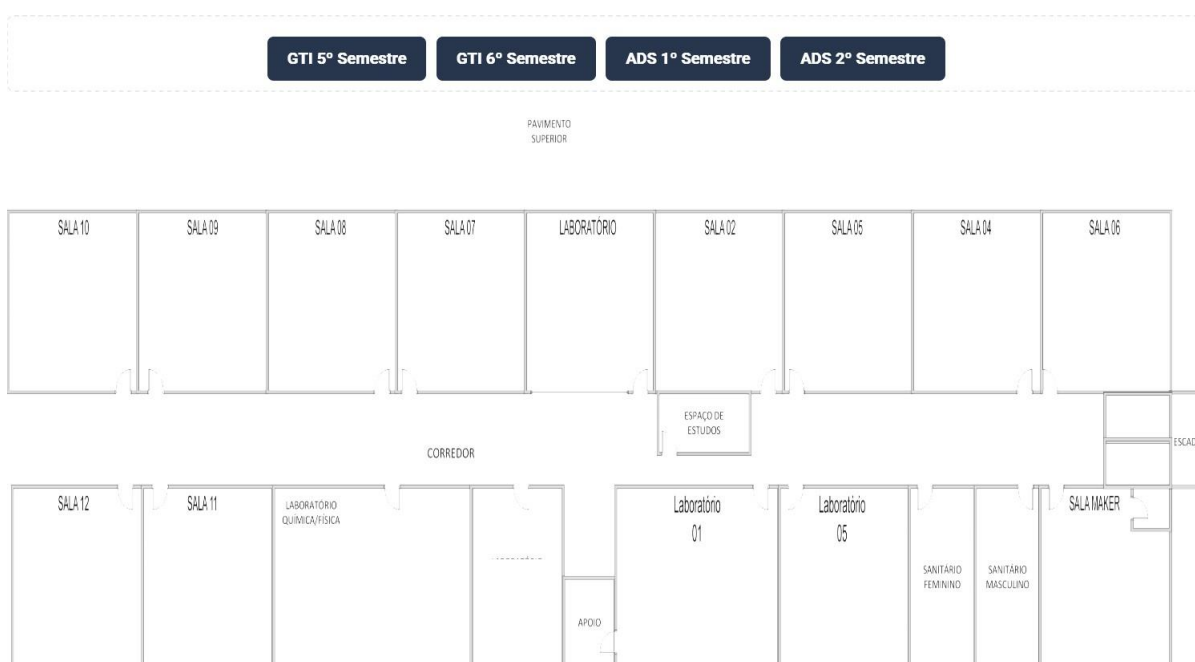 GTI 5º Semestre
GTI 6º Semestre
ADS 1º Semestre
ADS 2º Semestre
PAVIMENTO
SUPERIOR
SALA 10
SALA 09
SALA 08
SALA 07
LABORATÓRIO
SALA 02
SALA 05
SALA 04
SALA 06
ESPAÇO DE
ESTUDOS
CORREDOR
ESCAD
SALA 12
SALA 11
LABORATÓRIO
QUÍMICA/FÍSICA
Laboratório
01
Laboratório
05
SALA MAKER
SANITÁRIO
FEMININO
SANITÁRIO
MASCULINO
APOIO